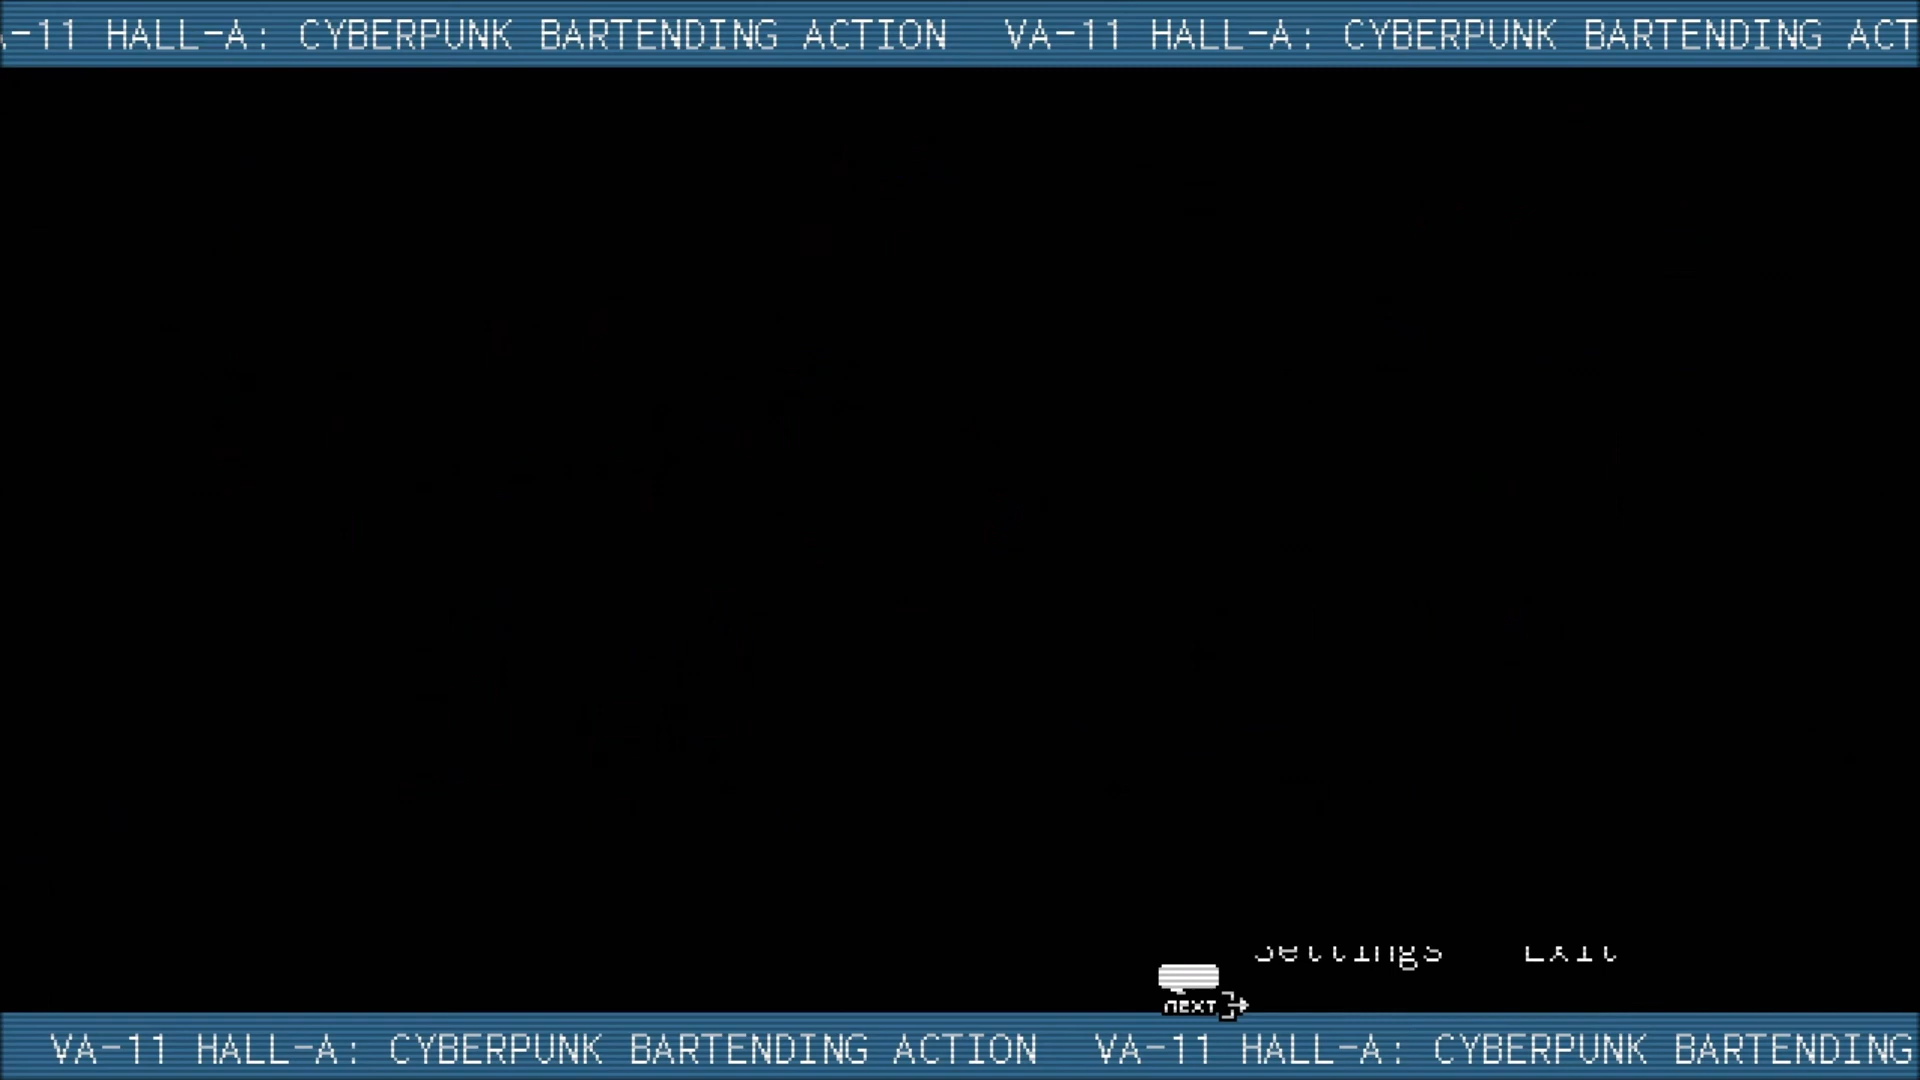 -11 HALL-A: CYBERPUNK BARTENDING ACTION VA-11 HALL-A: CYBERPUNK BARTENDING ACT
Settings Exit
NEXT
VA-11 HALL-A: CYBERPUNK BARTENDING ACTION VA-11 HALL-A: CYBERPUNK BARTENDING